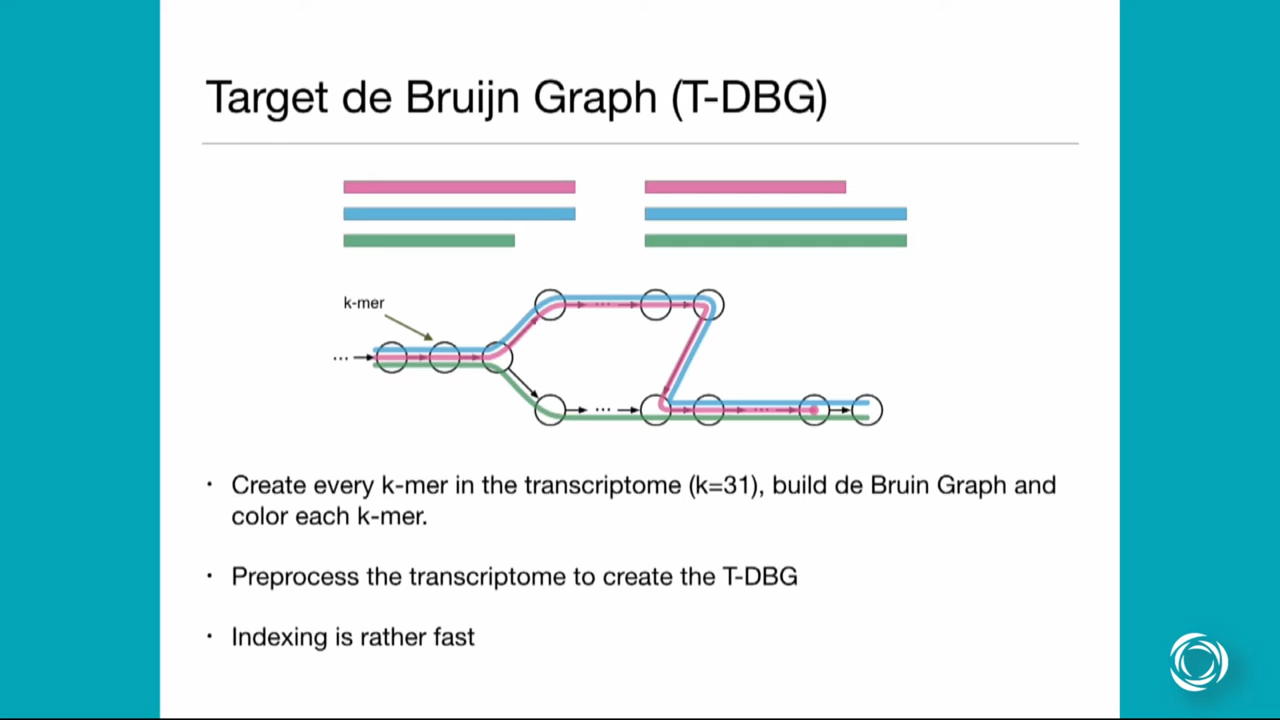 Target de Bruijn Graph (T-DBG)
k-mer
...
...
...
...
...
• Create every k-mer in the transcriptome (k=31), build de Bruin Graph and
color each k-mer.
• Preprocess the transcriptome to create the T-DBG
• Indexing is rather fast